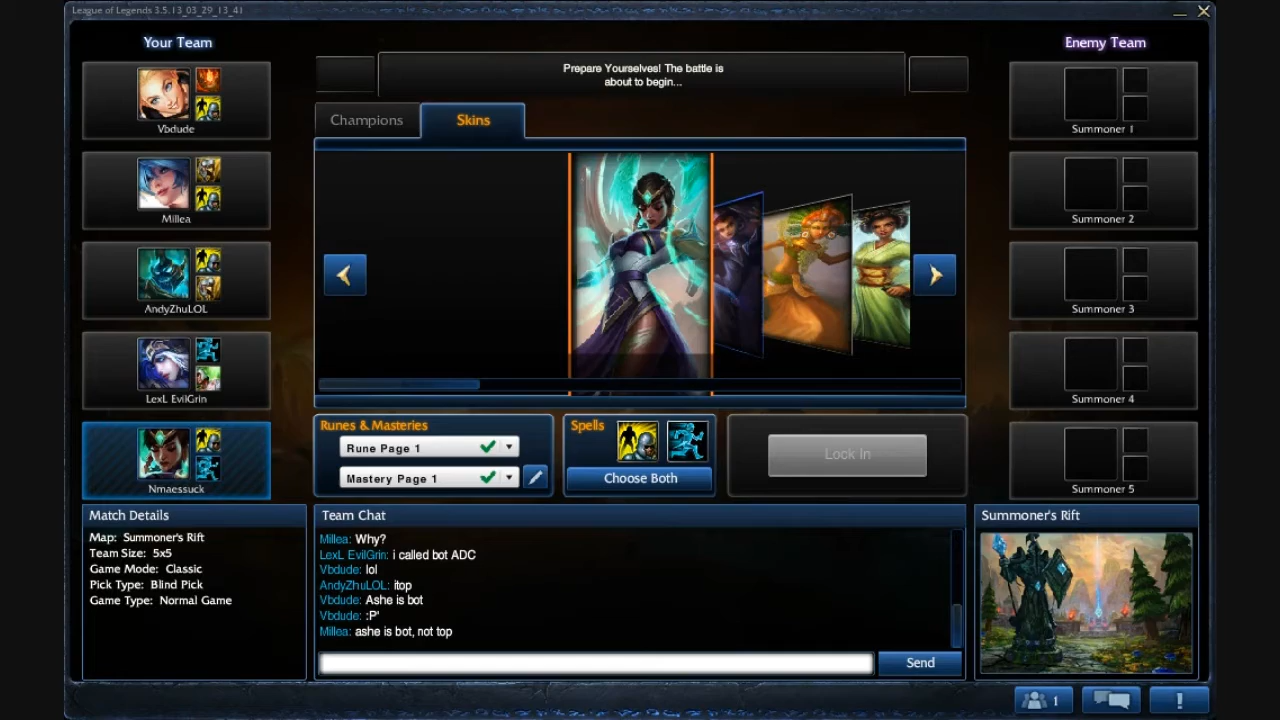 League of Legends 3.5.13_03_29_13_41
Your Team
Enemy Team
Prepare Yourselves! The battle is
about to begin...
Champions
Skins
Vbdude
Millea
AndyZhuLOL
LexL EvilGrin
Nmaessuck
Summoner 1
Summoner 2
Summoner 3
Summoner 4
Summoner 5
Runes & Masteries
Rune Page 1
Mastery Page 1
Spells
Choose Both
Lock In
Match Details
Map: Summoner's Rift
Team Size: 5x5
Game Mode: Classic
Pick Type: Blind Pick
Game Type: Normal Game
Team Chat
Millea: Why?
LexL EvilGrin: i called bot ADC
Vbdude: lol
AndyZhuLOL: itop
Vbdude: Ashe is bot
Vbdude: :P'
Millea: ashe is bot, not top
Send
Summoner's Rift
1
!